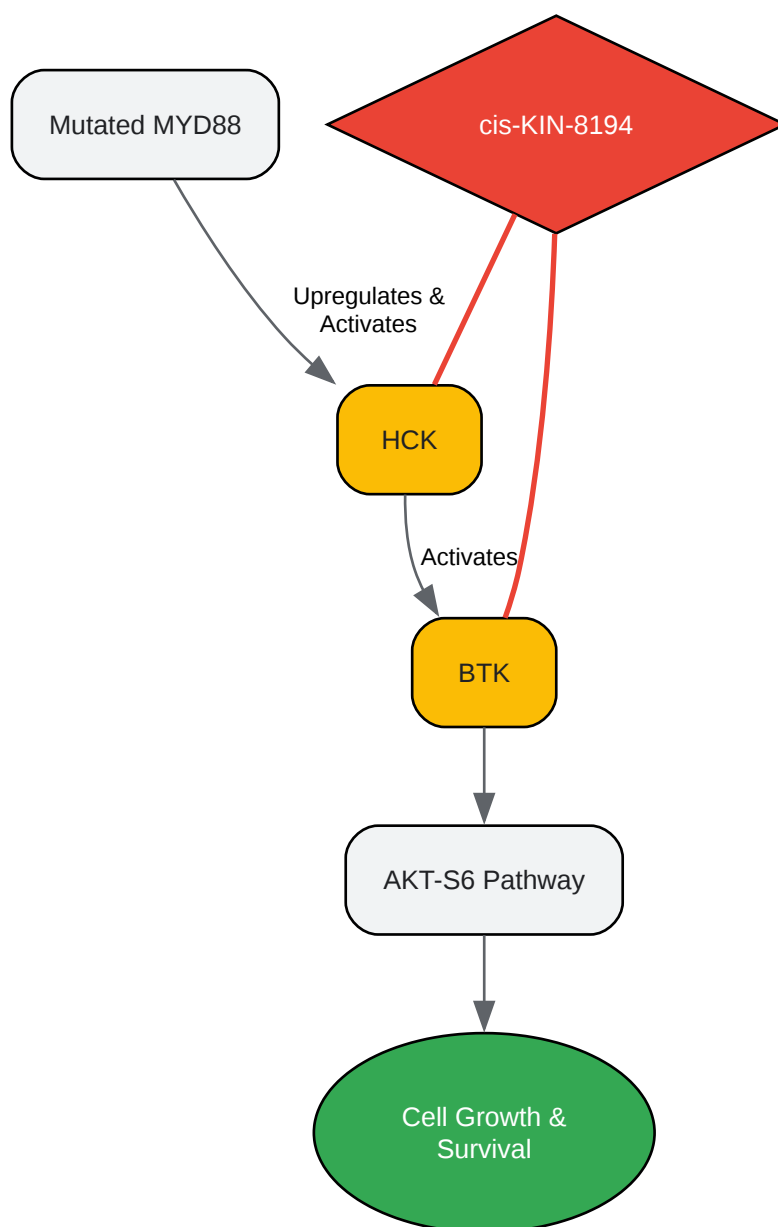 Mutated MYD88
cis-KIN-8194
Upregulates &
Activates
HCK
Activates
BTK
AKT-S6 Pathway
Cell Growth &
Survival